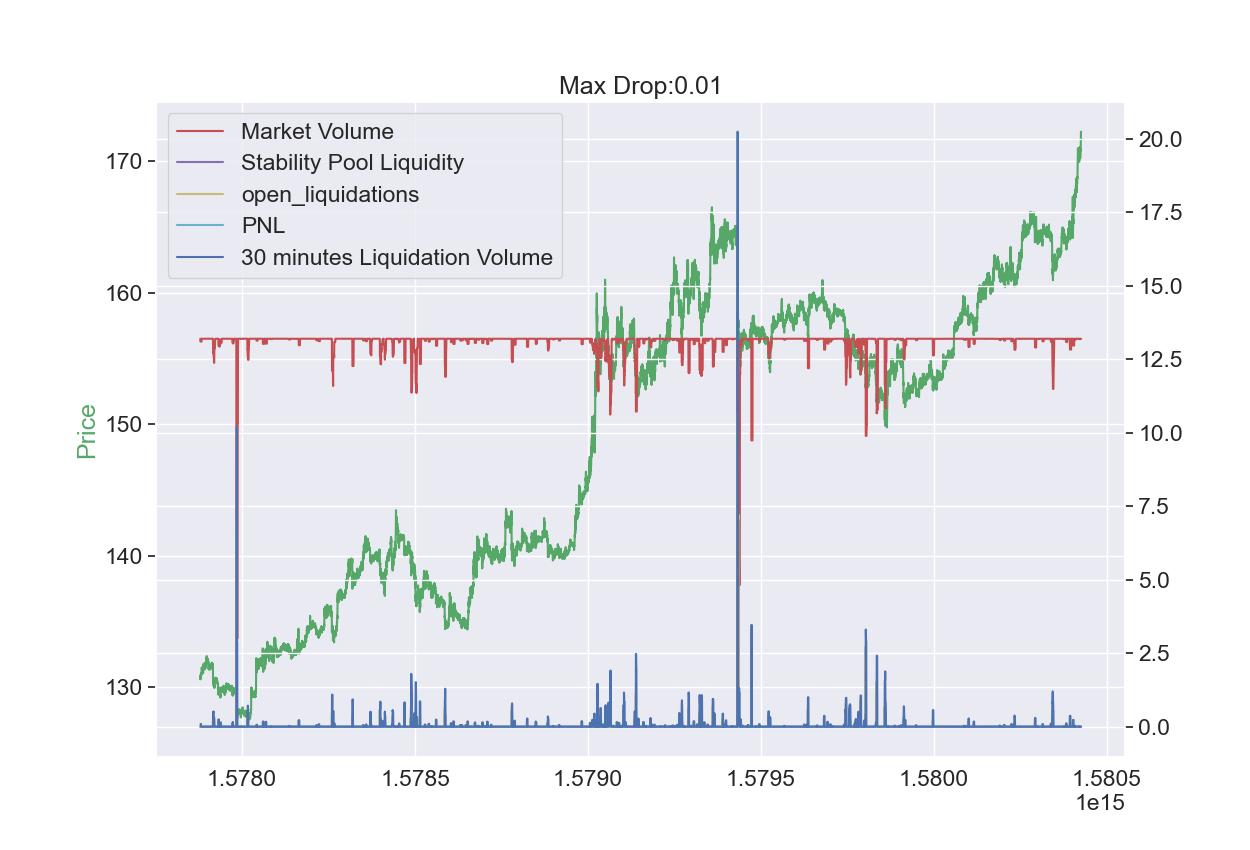 Max Drop:0.01
Market Volume
Stability Pool Liquidity
open_liquidations
PNL
30 minutes Liquidation Volume
Price
170
160
150
140
130
20.0
17.5
15.0
12.5
10.0
7.5
5.0
2.5
0.0
1.5780 1.5785 1.5790 1.5795 1.5800 1.5805
1e15